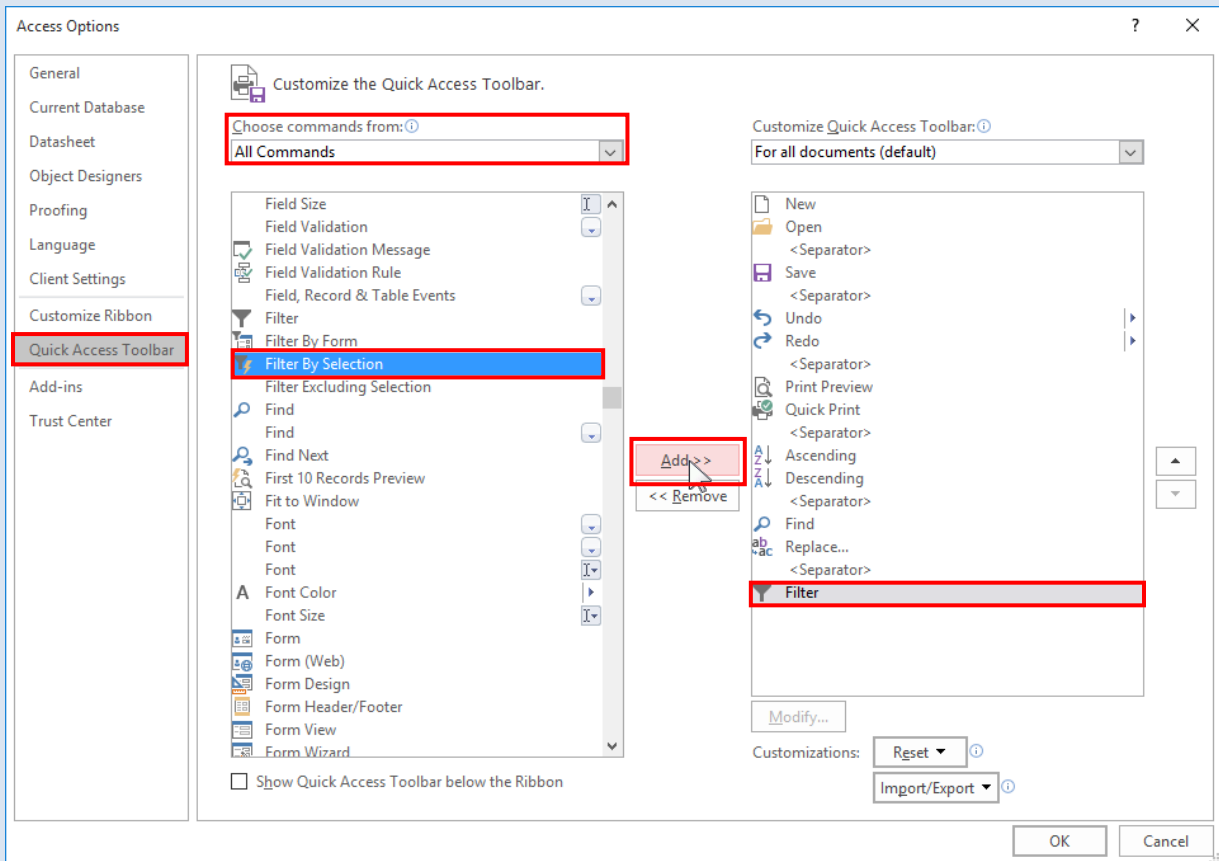 Access Options
?
General
Current Database
Datasheet
Object Designers
Proofing
Language
Client Settings
Customize Ribbon
Quick Access Toolbar
Add-ins
Trust Center
Customize the Quick Access Toolbar.
Choose commands from:
All Commands
Field Size
Field Validation
Field Validation Message
Field Validation Rule
Field, Record & Table Events
Filter
Filter By Form
Filter By Selection
Filter Excluding Selection
Find
Find
Find Next
First 10 Records Preview
Fit to Window
Font
Font
Font
Font Color
Font Size
Form
Form (Web)
Form Design
Form Header/Footer
Form View
Form Wizard
Show Quick Access Toolbar below the Ribbon
Add >>
<< Remove
Customize Quick Access Toolbar:
For all documents (default)
New
Open
<Separator>
Save
<Separator>
Undo
Redo
<Separator>
Print Preview
Quick Print
<Separator>
Ascending
Descending
<Separator>
Find
Replace...
<Separator>
Filter
Modify...
Customizations:
Reset
Import/Export
OK
Cancel